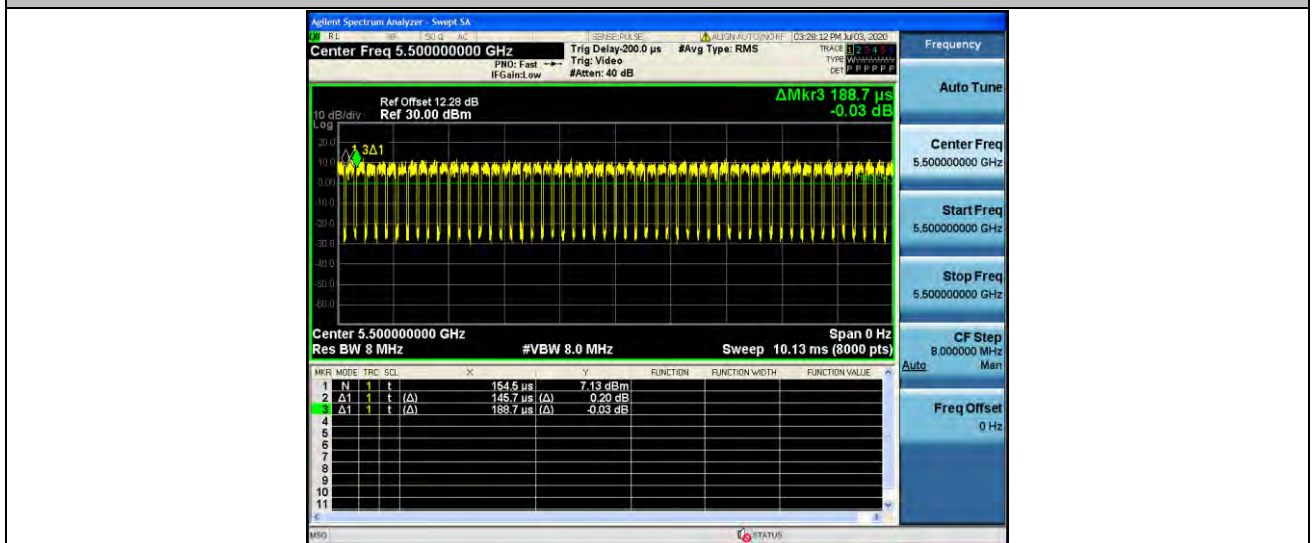 Agilent Spectrum Analyzer - Swept SA
RL RF 50 Ω AC SENSE:PULSE ALIGN AUTO/NO RF 03:28:12 PM Jul 03, 2020
Center Freq 5.500000000 GHz Trig Delay-200.0 µs #Avg Type: RMS TRACE 1 2 3 4 5 6 Frequency
PNO: Fast Trig: Video TYPE
IFGain:Low #Atten: 40 dB DET P P P P P P
Auto Tune
ΔMkr3 188.7 µs
Ref Offset 12.28 dB
10 dB/div Ref 30.00 dBm -0.03 dB
Log
20.0
1 3Δ1
10.0
0.00
-10.0
-20.0
-30.0
-40.0
-50.0
-60.0
Center Freq
5.500000000 GHz
Start Freq
5.500000000 GHz
Stop Freq
5.500000000 GHz
Center 5.500000000 GHz Span 0 Hz
Res BW 8 MHz #VBW 8.0 MHz Sweep 10.13 ms (8000 pts)
CF Step
8.000000 MHz
Auto Man
MKR MODE TRC SCL X Y FUNCTION FUNCTION WIDTH FUNCTION VALUE
1 N 1 t 154.5 µs 7.13 dBm
2 Δ1 1 t (Δ) 145.7 µs (Δ) 0.20 dB
3 Δ1 1 t (Δ) 188.7 µs (Δ) -0.03 dB
4
5
6
7
8
9
10
11
Freq Offset
0 Hz
MSG STATUS